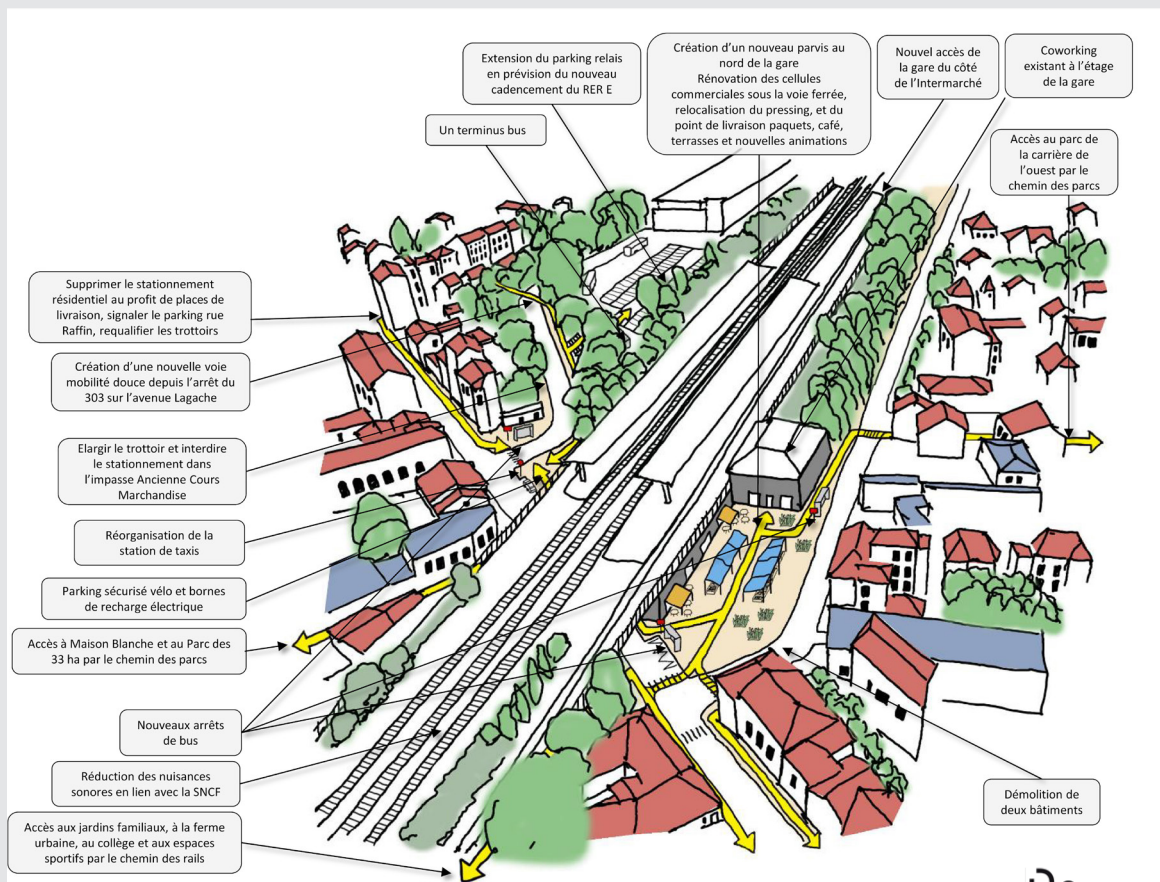 Extension du parking relais
en prévision du nouveau
cadencement du RER E
Création d'un nouveau parvis au
nord de la gare
Rénovation des cellules
commerciales sous la voie ferrée,
relocalisation du pressing, et du
point de livraison paquets, café,
terrasses et nouvelles animations
Nouvel accès de
la gare du côté
de l'Intermarché
Coworking
existant à l'étage
de la gare
Un terminus bus
Accès au parc de
la carrière de
l'ouest par le
chemin des parcs
Supprimer le stationnement
résidentiel au profit de places de
livraison, signaler le parking rue
Raffin, requalifier les trottoirs
Création d'une nouvelle voie
mobilité douce depuis l'arrêt du
303 sur l'avenue Lagache
Elargir le trottoir et interdire
le stationnement dans
l'impasse Ancienne Cours
Marchandise
Réorganisation de la
station de taxis
Parking sécurisé vélo et bornes
de recharge électrique
Accès à Maison Blanche et au Parc des
33 ha par le chemin des parcs
Nouveaux arrêts
de bus
Réduction des nuisances
sonores en lien avec la SNCF
Démolition de
deux bâtiments
Accès aux jardins familiaux, à la ferme
urbaine, au collège et aux espaces
sportifs par le chemin des rails